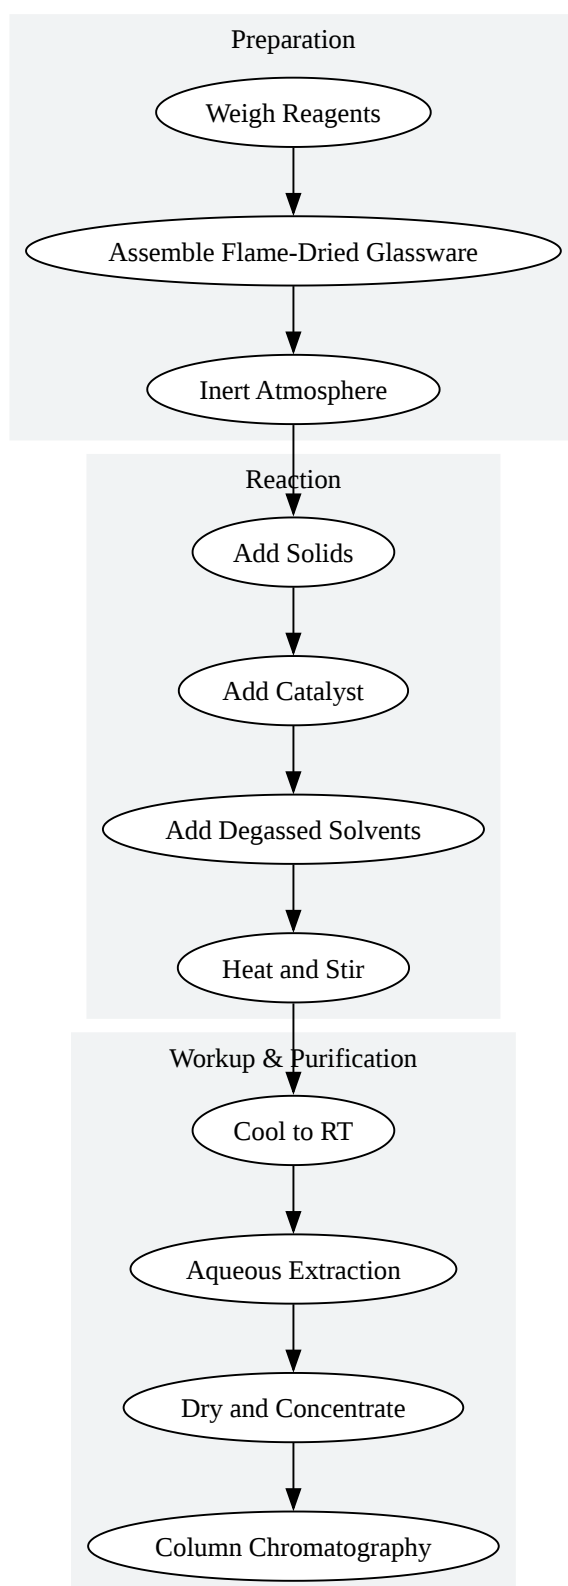 Preparation
Weigh Reagents
Assemble Flame-Dried Glassware
Inert Atmosphere
Reaction
Add Solids
Add Catalyst
Add Degassed Solvents
Heat and Stir
Workup & Purification
Cool to RT
Aqueous Extraction
Dry and Concentrate
Column Chromatography